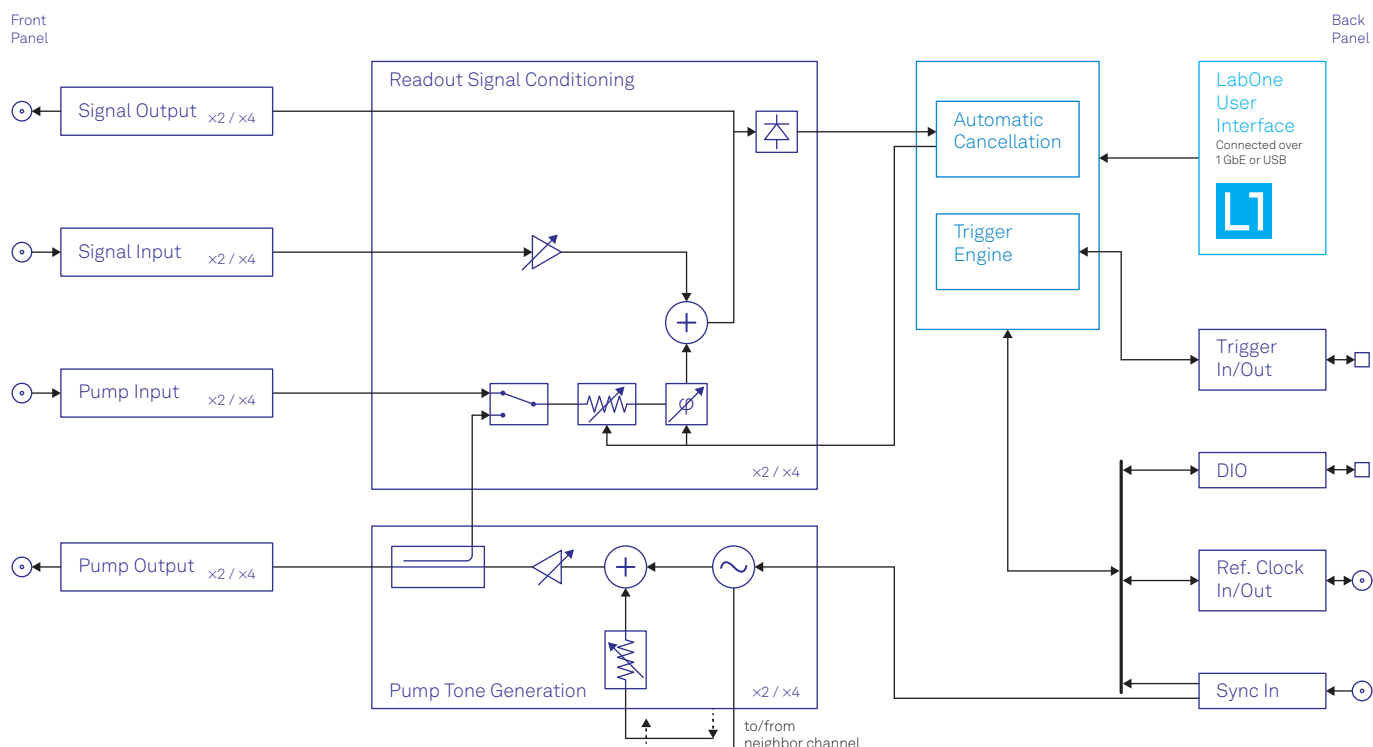 Front
Panel
Back
Panel
Readout Signal Conditioning
Signal Output ×2 / ×4
Automatic
Cancellation
LabOne
User
Interface
Connected over
1 GbE or USB
L1
Signal Input ×2 / ×4
Trigger
Engine
Pump Input ×2 / ×4
φ
×2 / ×4
Trigger
In/Out
DIO
Pump Output ×2 / ×4
Ref. Clock
In/Out
Pump Tone Generation
×2 / ×4
Sync In
to/from
neighbor channel